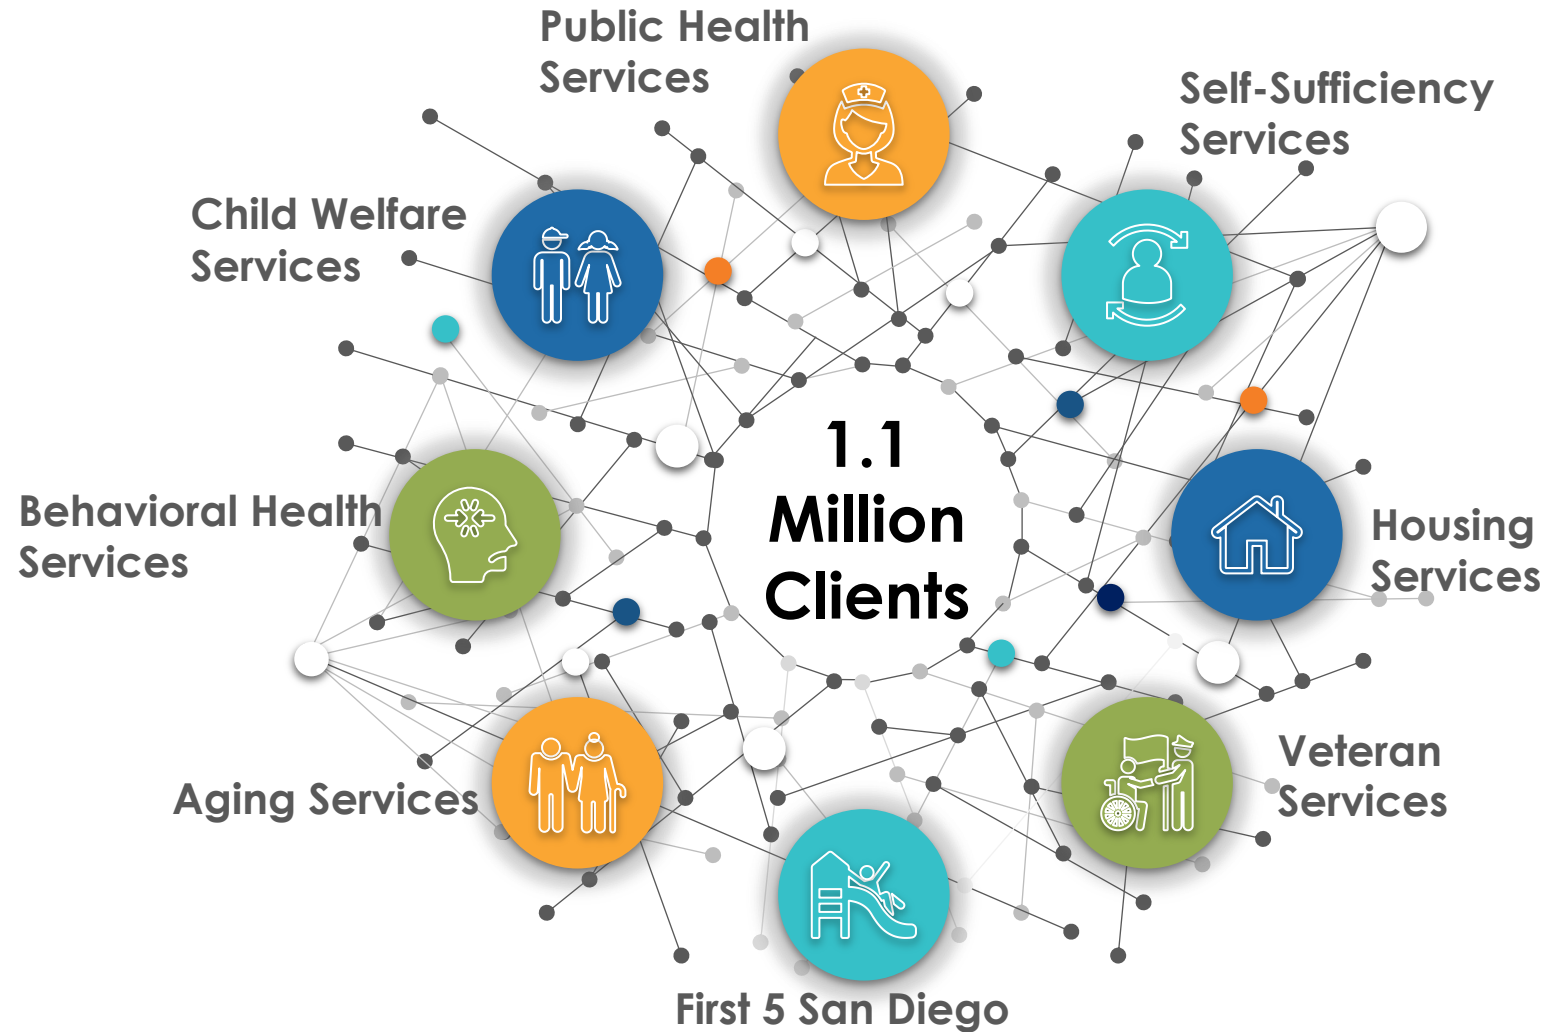 Public Health
Services
Self-Sufficiency
Services
Child Welfare
Services
1.1
Million
Clients
Behavioral Health
Services
Housing
Services
Aging Services
Veteran
Services
First 5 San Diego